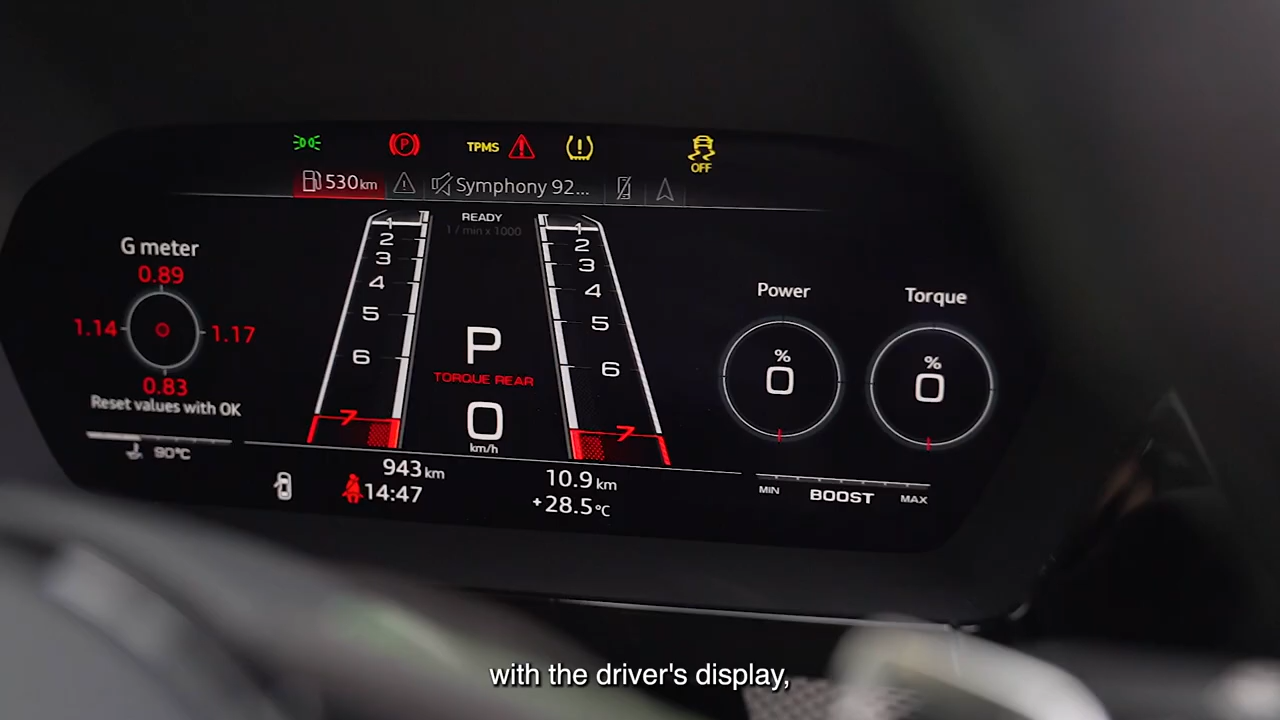 P
TPMS
OFF
530km
Symphony 92...
READY
1 / min x 1000
G meter
0.89
1.14
1.17
0.83
Reset values with OK
90°C
1
2
3
4
5
6
7
P
TORQUE REAR
0
km/h
1
2
3
4
5
6
7
Power
%
0
Torque
%
0
943 km
10.9 km
14:47
+28.5°C
MIN BOOST MAX
with the driver's display,